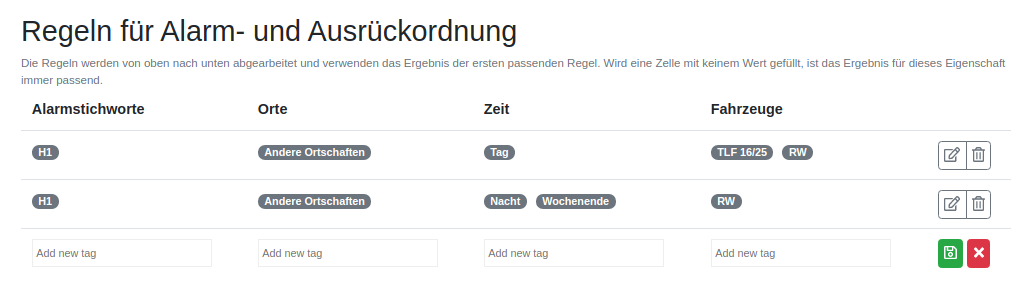 Regeln für Alarm- und Ausrückordnung
Die Regeln werden von oben nach unten abgearbeitet und verwenden das Ergebnis der ersten passenden Regel. Wird eine Zelle mit keinem Wert gefüllt, ist das Ergebnis für dieses Eigenschaft
immer passend.
Alarmstichworte Orte Zeit Fahrzeuge
H1 Andere Ortschaften Tag TLF 16/25 RW
H1 Andere Ortschaften Nacht Wochenende RW
Add new tag Add new tag Add new tag Add new tag